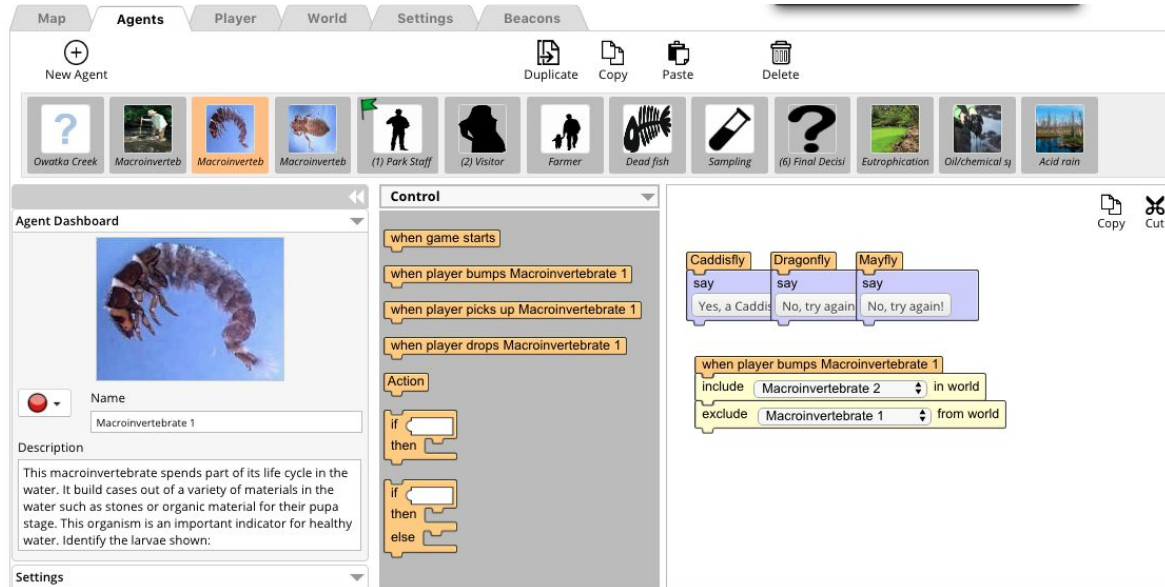 Map Agents Player World Settings Beacons
New Agent Duplicate Copy Paste Delete
Owatka Creek Macroinverteb Macroinverteb Macroinverteb (1) Park Staff (2) Visitor Farmer Dead fish Sampling (6) Final Decisi Eutrophication Oil/chemical sp Acid rain
Agent Dashboard
Name
Macroinvertebrate 1
Description
This macroinvertebrate spends part of its life cycle in the
water. It build cases out of a variety of materials in the
water such as stones or organic material for their pupa
stage. This organism is an important indicator for healthy
water. Identify the larvae shown:
Settings
Control
when game starts
when player bumps Macroinvertebrate 1
when player picks up Macroinvertebrate 1
when player drops Macroinvertebrate 1
Action
if
then
if
then
else
Copy Cut
Caddisfly Dragonfly Mayfly
say say say
Yes, a Caddis No, try again No, try again!
when player bumps Macroinvertebrate 1
include Macroinvertebrate 2 in world
exclude Macroinvertebrate 1 from world